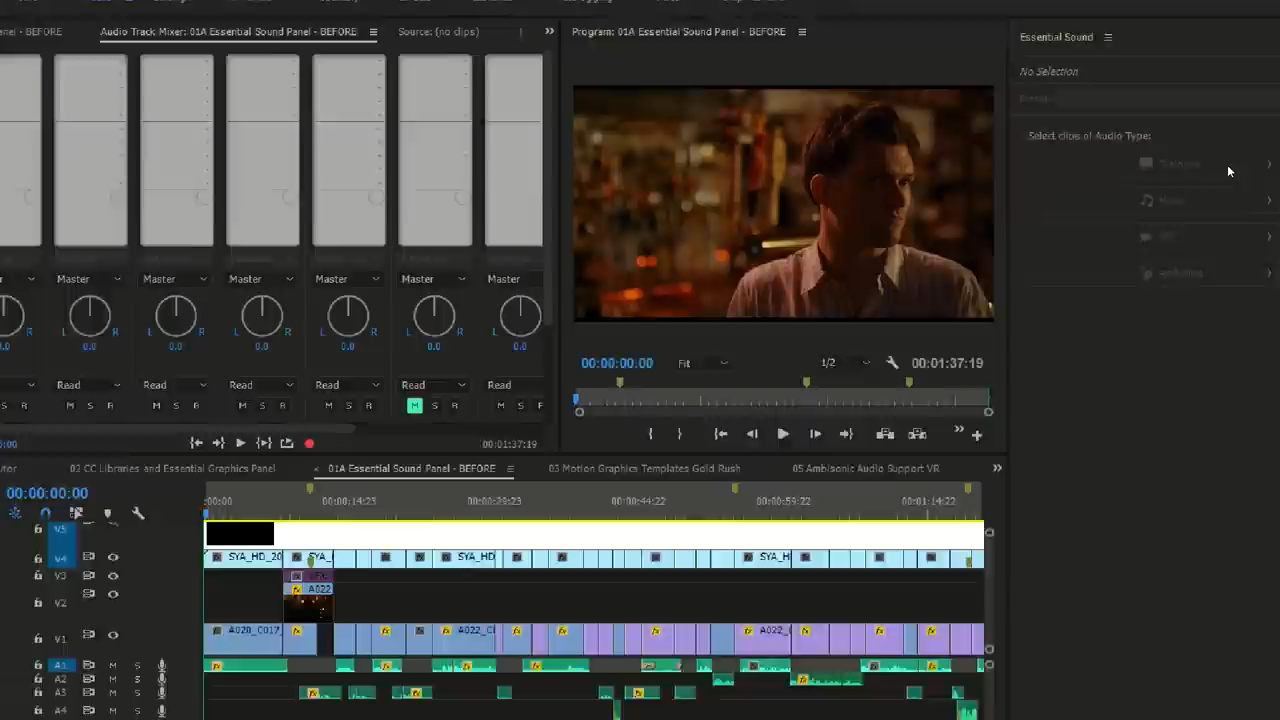 nel - BEFORE
Audio Track Mixer: 01A Essential Sound Panel - BEFORE
Source: (no clips)
Program: 01A Essential Sound Panel - BEFORE
Essential Sound
No Selection
Select clips of Audio Type:
Master
Master
Master
Master
Master
L R
L R
L R
L R
L R
0.0
0.0
0.0
0.0
0.0
0.0
0.0
Read
Read
Read
Read
Read
Read
S R
M S R
M S R
M S R
M S R
M S R
M S
00:00:00:00
Fit
1/2
00:01:37:19
00:01:37:19
02 CC Libraries and Essential Graphics Panel
01A Essential Sound Panel - BEFORE
03 Motion Graphics Templates Gold Rush
05 Ambisonic Audio Support VR
00:00:00:00
:00:00
00:00:14:23
00:00:29:23
00:00:44:22
00:00:59:22
00:01:14:22
V5
V4
SYA_HD_20
SYA_
SYA_HD
SYA_H
V3
V2
A022
V1
A020_C017_
A022_C
A022_
A1 M S
A2 M S
A3 M S
A4 M S